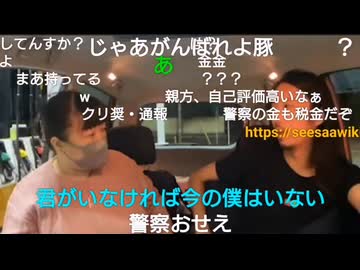 してんすか？
じゃあがんばれよ豚
？
よ
あ
金金
まあ持ってる
？？？
w
親方、自己評価高いなぁ
クリ奨・通報
警察の金も税金だぞ
https://seesaawik
君がいなければ今の僕はいない
警察おせえ